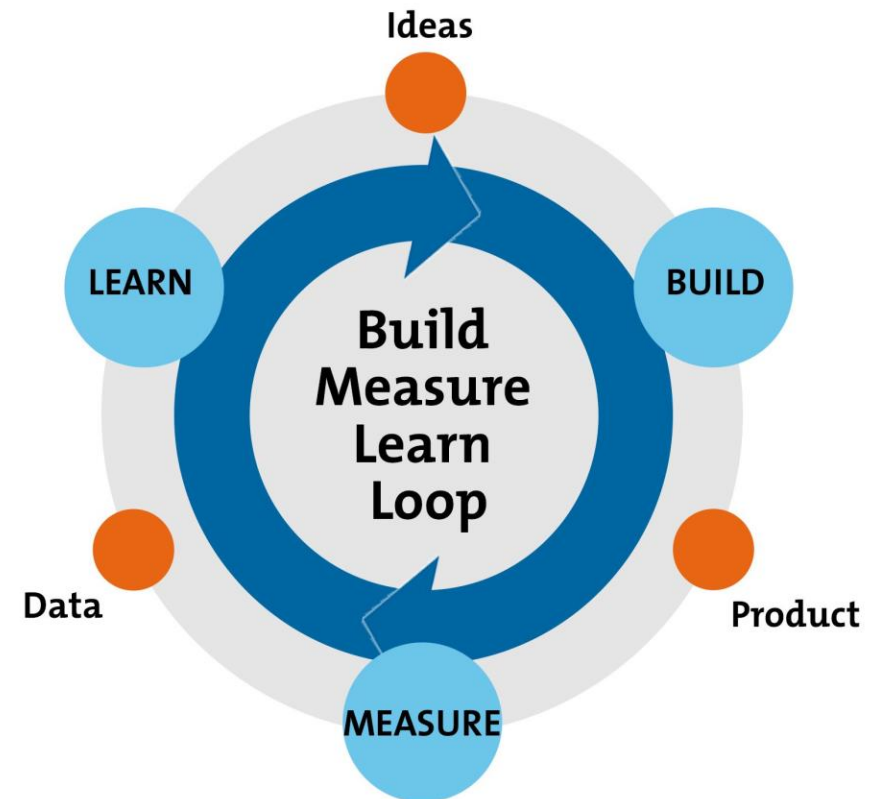 Ideas
LEARN
BUILD
Build
Measure
Learn
Loop
Data
Product
MEASURE